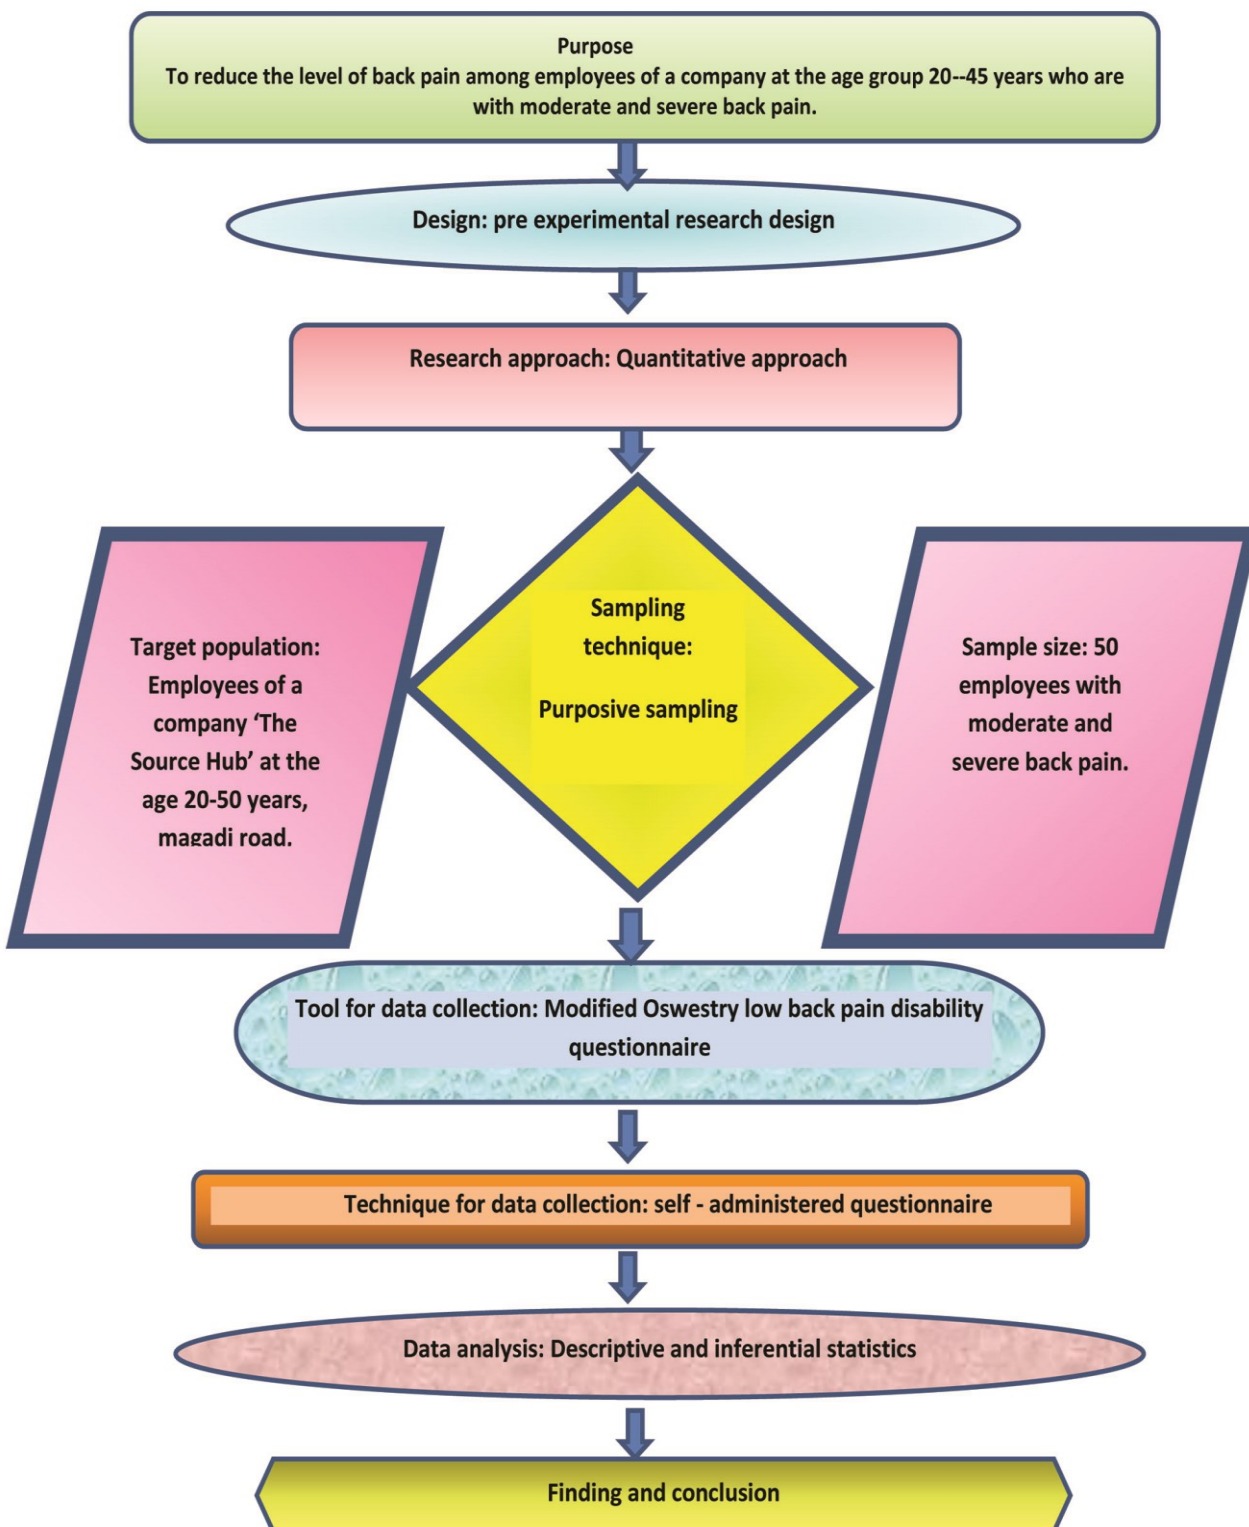 Purpose
To reduce the level of back pain among employees of a company at the age group 20--45 years who are
with moderate and severe back pain.
Design: pre experimental research design
Research approach: Quantitative approach
Target population:
Employees of a
company ‘The
Source Hub’ at the
age 20-50 years,
magadi road.
Sampling
technique:
Purposive sampling
Sample size: 50
employees with
moderate and
severe back pain.
Tool for data collection: Modified Oswestry low back pain disability
questionnaire
Technique for data collection: self - administered questionnaire
Data analysis: Descriptive and inferential statistics
Finding and conclusion